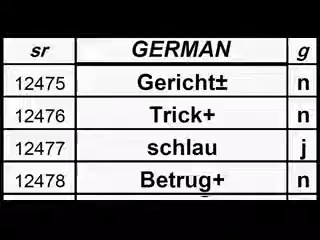 sr GERMAN g
12475 Gericht± n
12476 Trick+ n
12477 schlau j
12478 Betrug+ n